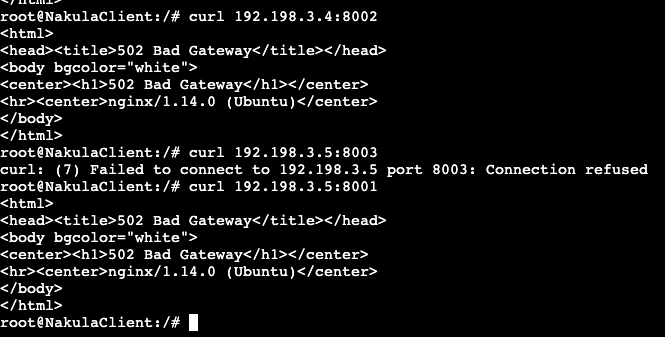 </html>
root@NakulaClient:/# curl 192.198.3.4:8002
<html>
<head><title>502 Bad Gateway</title></head>
<body bgcolor="white">
<center><h1>502 Bad Gateway</h1></center>
<hr><center>nginx/1.14.0 (Ubuntu)</center>
</body>
</html>
root@NakulaClient:/# curl 192.198.3.5:8003
curl: (7) Failed to connect to 192.198.3.5 port 8003: Connection refused
root@NakulaClient:/# curl 192.198.3.5:8001
<html>
<head><title>502 Bad Gateway</title></head>
<body bgcolor="white">
<center><h1>502 Bad Gateway</h1></center>
<hr><center>nginx/1.14.0 (Ubuntu)</center>
</body>
</html>
root@NakulaClient:/#